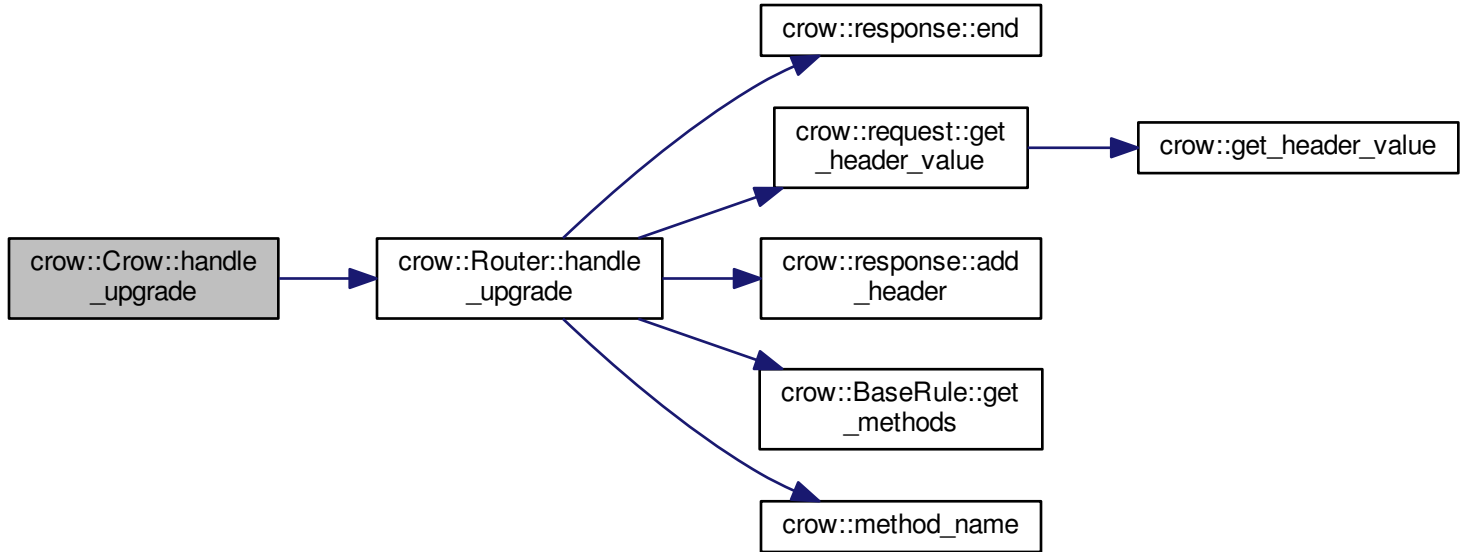 crow::Crow::handle
_upgrade
crow::Router::handle
_upgrade
crow::response::end
crow::request::get
_header_value
crow::get_header_value
crow::response::add
_header
crow::BaseRule::get
_methods
crow::method_name